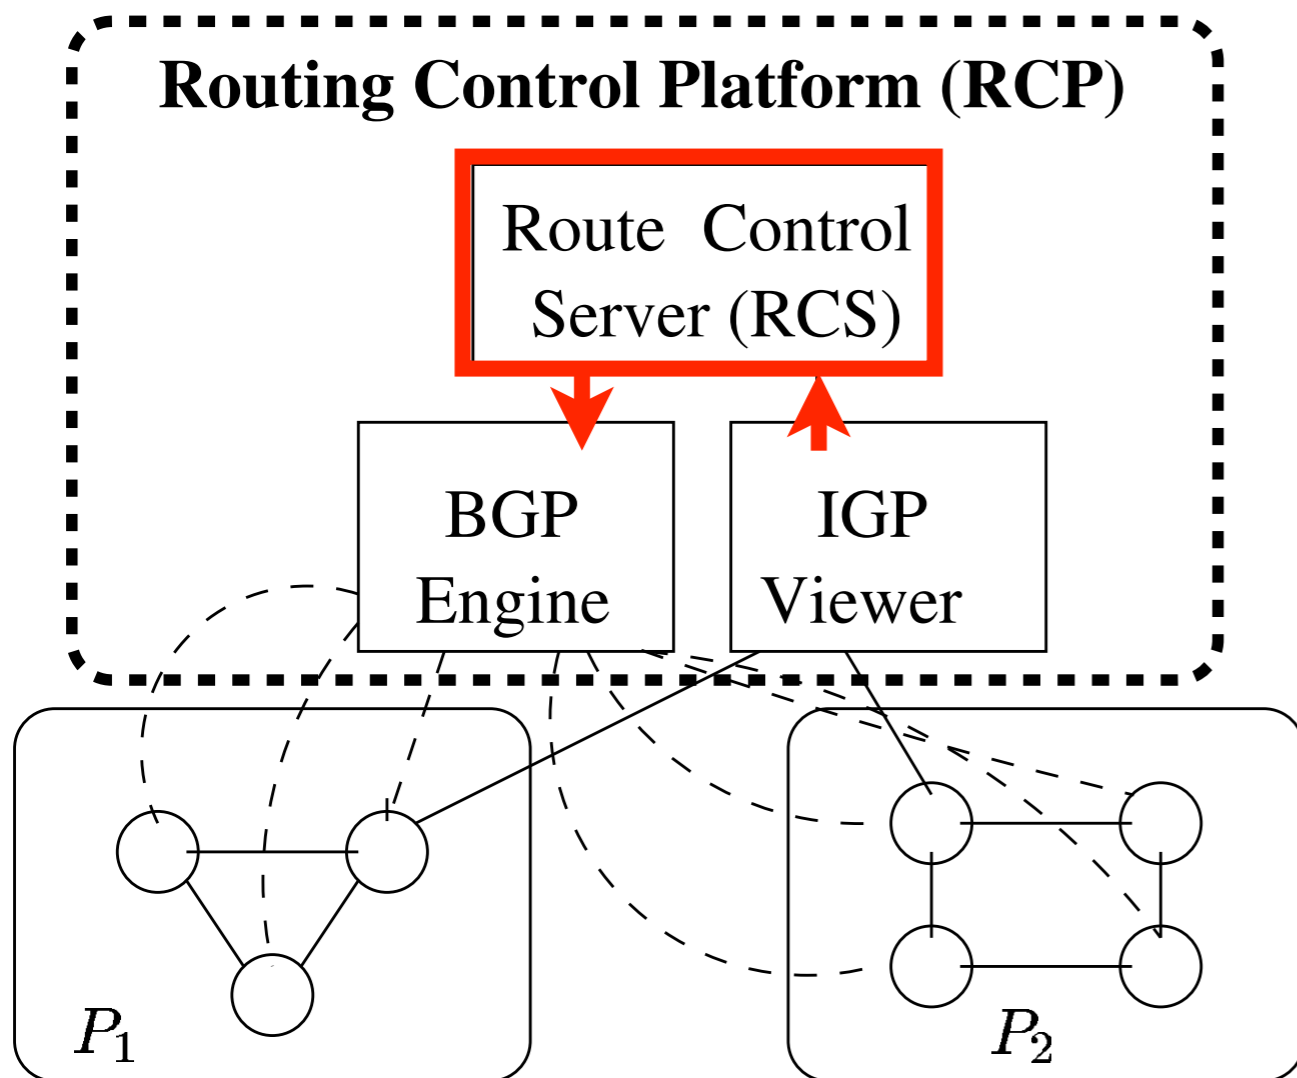 Routing Control Platform (RCP)
Route Control
Server (RCS)
BGP
Engine
IGP
Viewer
P₁
P₂